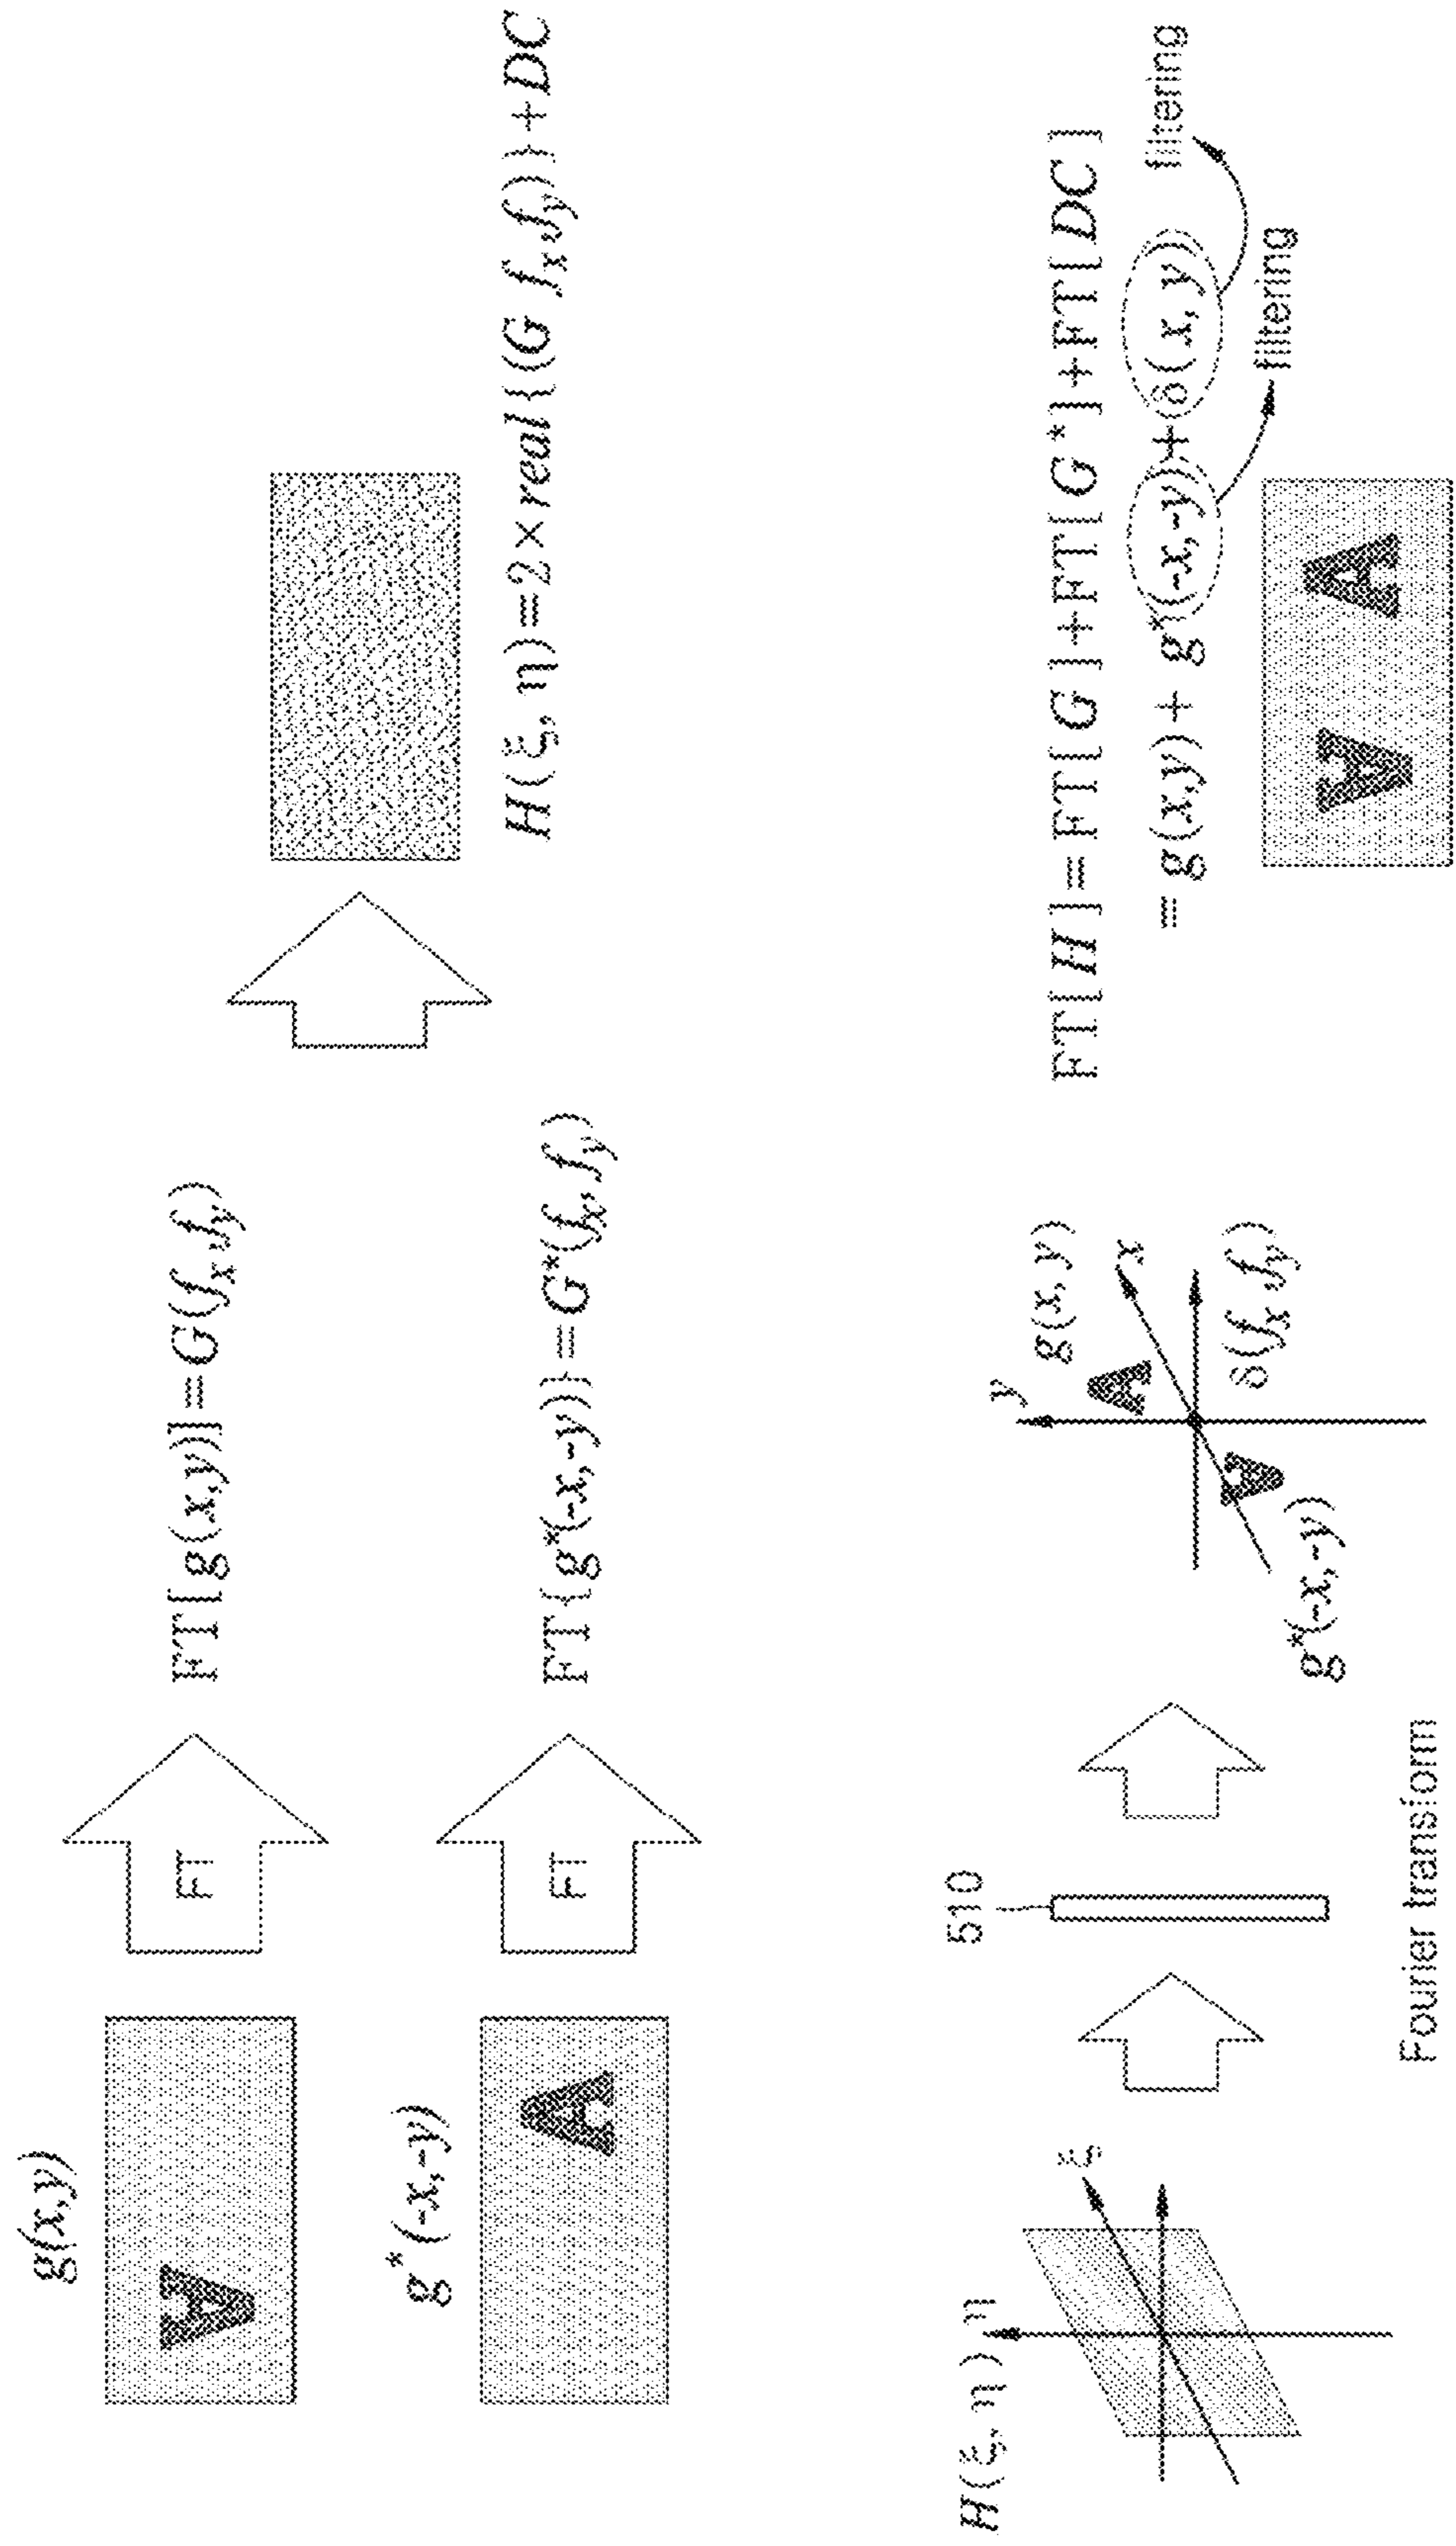 g(x,y)
A
FT
FT[g(x,y)]=G(fx,fy)
g*(-x,-y)
A
FT
FT{g*(-x,-y)}=G*(fx,fy)
H(ξ, η)=2×real{(G fx,fy)}+DC
H(ξ, η)
η
ξ
510
Fourier transform
y
g(x, y)
A
x
A
g*(-x,-y)
δ(fx,fy)
FT[H]=FT[G]+FT[G*]+FT[DC]
= g(x,y)+ g*(-x,-y)+δ(x, y)
filtering
filtering
A A